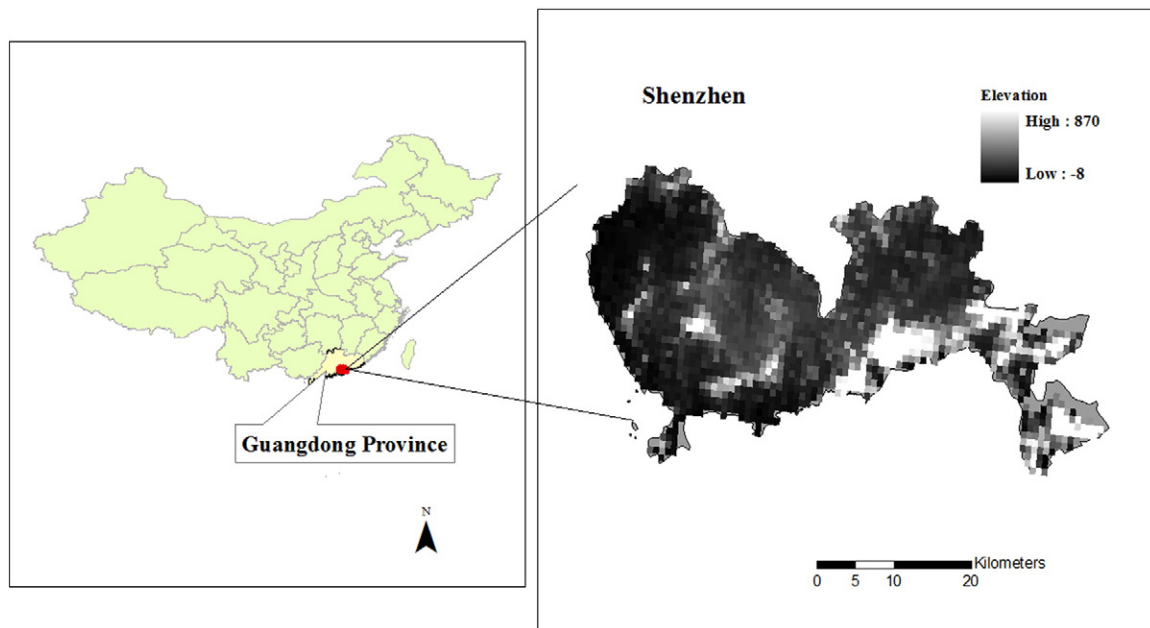 Guangdong Province
N
Shenzhen
Elevation
High : 870
Low : -8
Kilometers
0 5 10 20